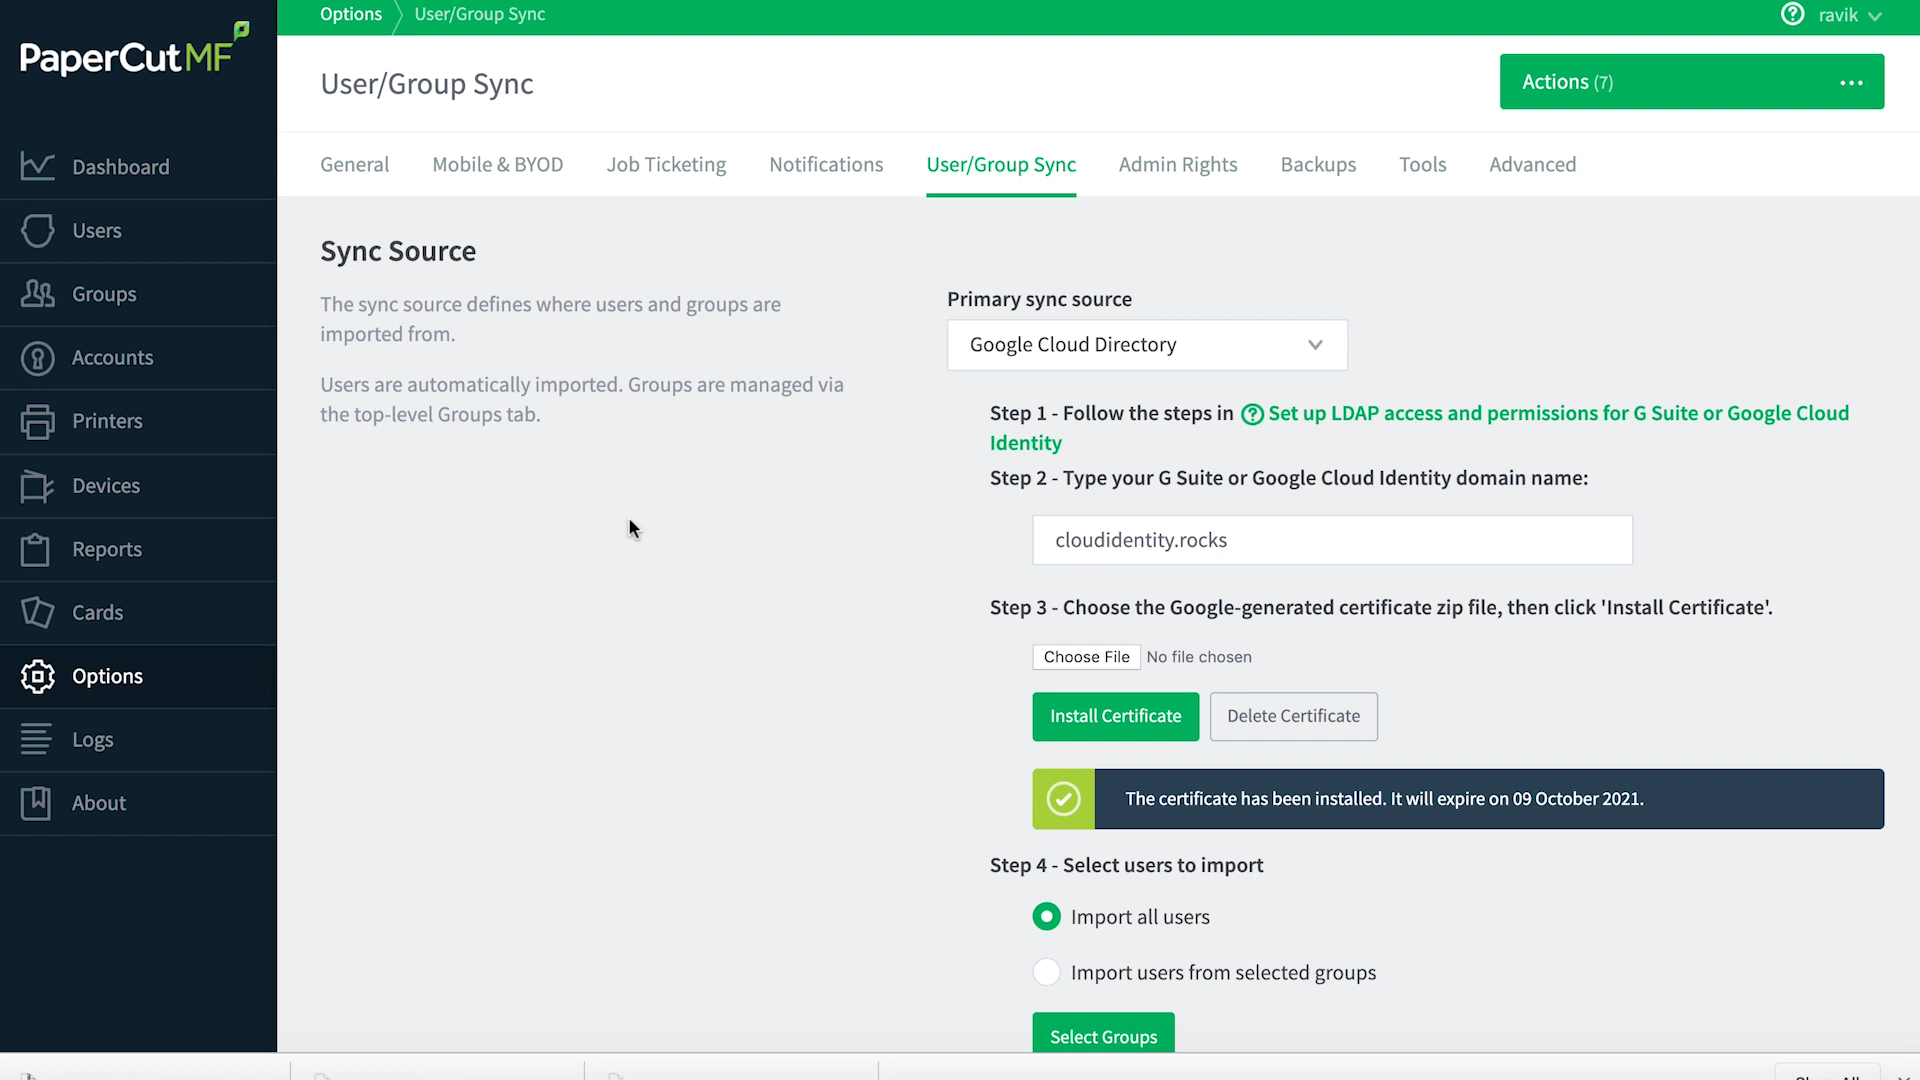 PaperCut MF
Options
User/Group Sync
ravik
User/Group Sync
Actions (7)
General
Mobile & BYOD
Job Ticketing
Notifications
User/Group Sync
Admin Rights
Backups
Tools
Advanced
Dashboard
Users
Groups
Accounts
Printers
Devices
Reports
Cards
Options
Logs
About
Sync Source
The sync source defines where users and groups are
imported from.
Users are automatically imported. Groups are managed via
the top-level Groups tab.
Primary sync source
Google Cloud Directory
Step 1 - Follow the steps in Set up LDAP access and permissions for G Suite or Google Cloud
Identity
Step 2 - Type your G Suite or Google Cloud Identity domain name:
cloudidentity.rocks
Step 3 - Choose the Google-generated certificate zip file, then click 'Install Certificate'.
Choose File No file chosen
Install Certificate
Delete Certificate
The certificate has been installed. It will expire on 09 October 2021.
Step 4 - Select users to import
Import all users
Import users from selected groups
Select Groups